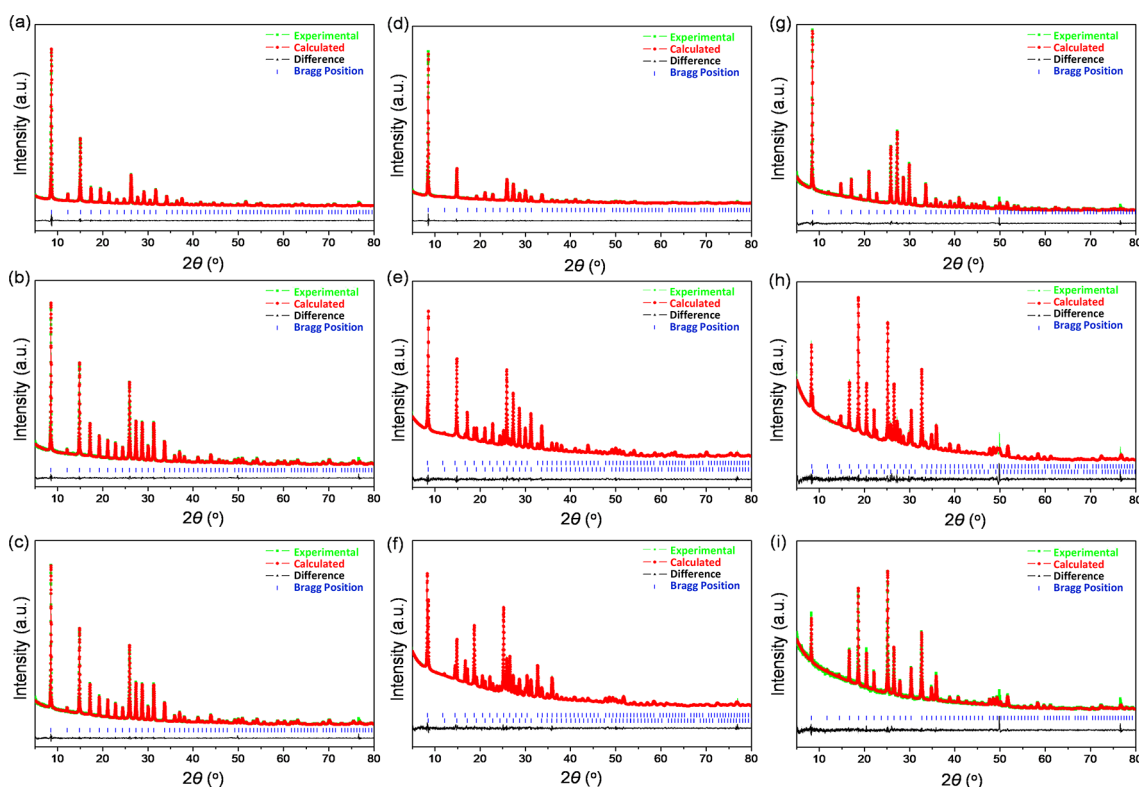 (a)
Experimental
Calculated
Difference
Bragg Position
Intensity (a.u.)
10 20 30 40 50 60 70 80
2θ (°)
(d)
Experimental
Calculated
Difference
Bragg Position
Intensity (a.u.)
10 20 30 40 50 60 70 80
2θ (°)
(g)
Experimental
Calculated
Difference
Bragg Position
Intensity (a.u.)
10 20 30 40 50 60 70 80
2θ (°)
(b)
Experimental
Calculated
Difference
Bragg Position
Intensity (a.u.)
10 20 30 40 50 60 70 80
2θ (°)
(e)
Experimental
Calculated
Difference
Bragg Position
Intensity (a.u.)
10 20 30 40 50 60 70 80
2θ (°)
(h)
Experimental
Calculated
Difference
Bragg Position
Intensity (a.u.)
10 20 30 40 50 60 70 80
2θ (°)
(c)
Experimental
Calculated
Difference
Bragg Position
Intensity (a.u.)
10 20 30 40 50 60 70 80
2θ (°)
(f)
Experimental
Calculated
Difference
Bragg Position
Intensity (a.u.)
10 20 30 40 50 60 70 80
2θ (°)
(i)
Experimental
Calculated
Difference
Bragg Position
Intensity (a.u.)
10 20 30 40 50 60 70 80
2θ (°)